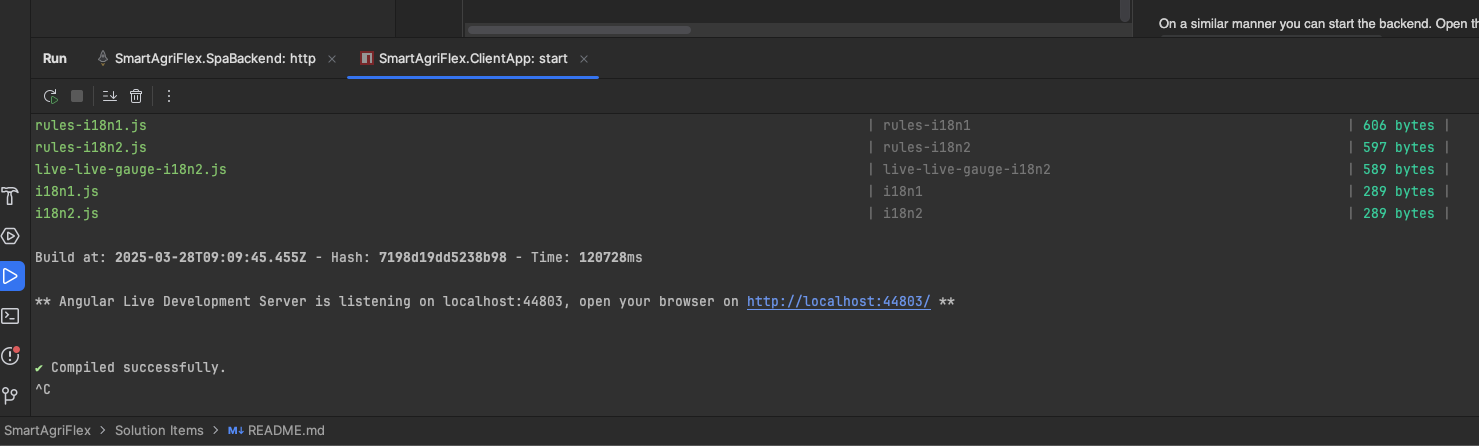 On a similar manner you can start the backend. Open th
Run SmartAgriFlex.SpaBackend: http × SmartAgriFlex.ClientApp: start ×
rules-i18n1.js | rules-i18n1 | 606 bytes |
rules-i18n2.js | rules-i18n2 | 597 bytes |
live-live-gauge-i18n2.js | live-live-gauge-i18n2 | 589 bytes |
i18n1.js | i18n1 | 289 bytes |
i18n2.js | i18n2 | 289 bytes |
Build at: 2025-03-28T09:09:45.455Z - Hash: 7198d19dd5238b98 - Time: 120728ms
** Angular Live Development Server is listening on localhost:44803, open your browser on http://localhost:44803/ **
✔ Compiled successfully.
^C
SmartAgriFlex > Solution Items > M↓ README.md